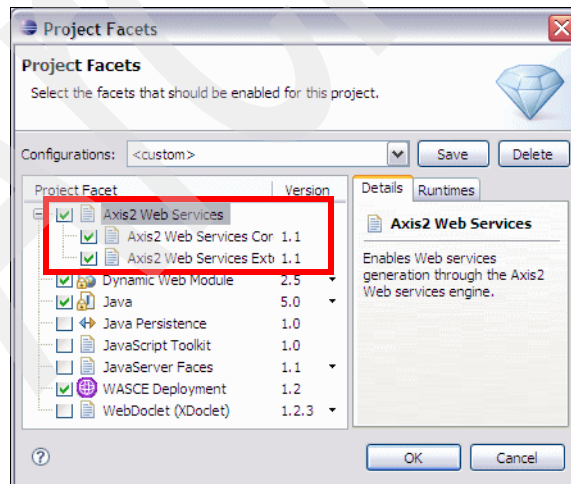 Project Facets
Project Facets
Select the facets that should be enabled for this project.
Configurations: <custom> Save Delete
Project Facet Version
Axis2 Web Services
Axis2 Web Services Cor 1.1
Axis2 Web Services Ext 1.1
Dynamic Web Module 2.5
Java 5.0
Java Persistence 1.0
JavaScript Toolkit 1.0
JavaServer Faces 1.1
WASCE Deployment 1.2
WebDoclet (XDoclet) 1.2.3
Details Runtimes
Axis2 Web Services
Enables Web services
generation through the Axis2
Web services engine.
OK Cancel